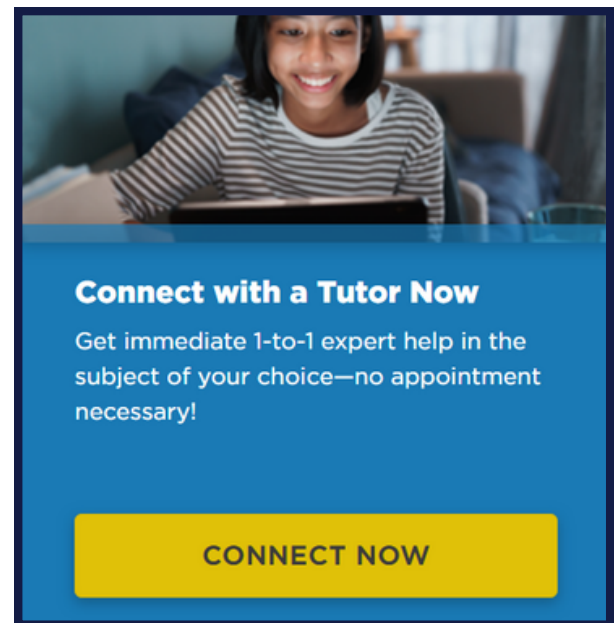 Connect with a Tutor Now
Get immediate 1-to-1 expert help in the
subject of your choice—no appointment
necessary!
CONNECT NOW